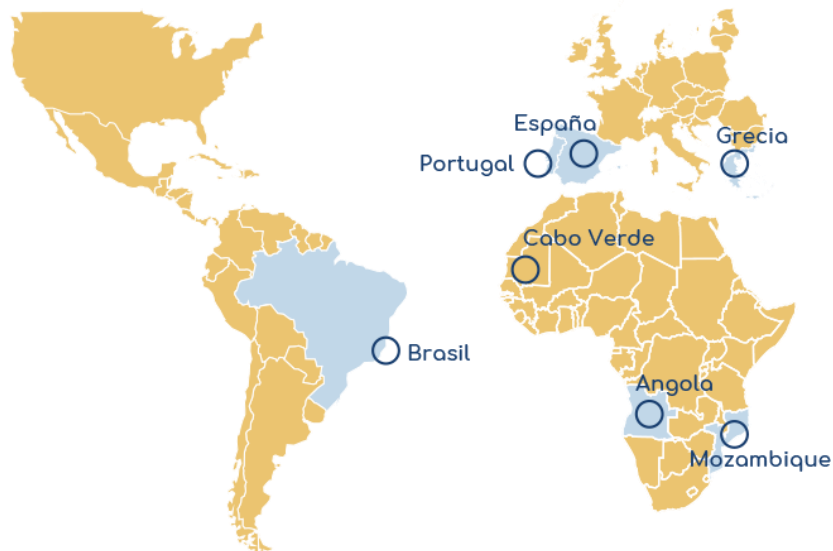 España
Grecia
Portugal
Cabo Verde
Brasil
Angola
Mozambique